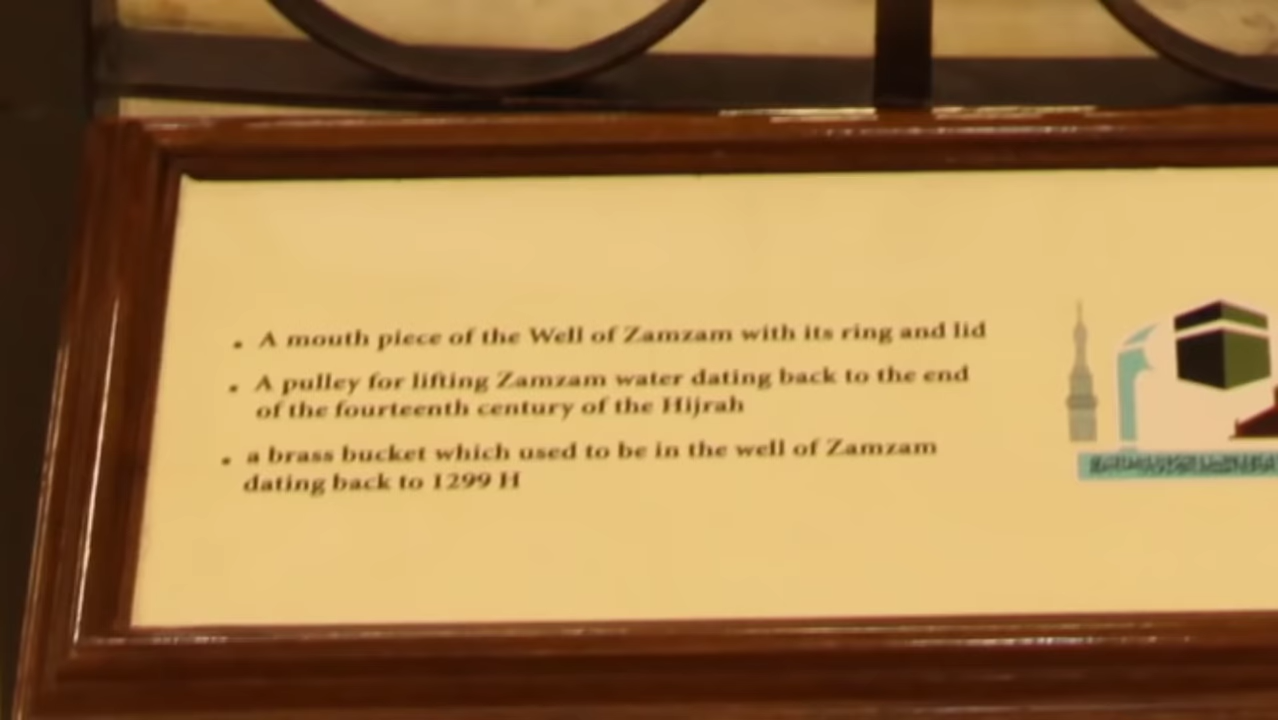 • A mouth piece of the Well of Zamzam with its ring and lid
• A pulley for lifting Zamzam water dating back to the end
of the fourteenth century of the Hijrah
• a brass bucket which used to be in the well of Zamzam
dating back to 1299 H